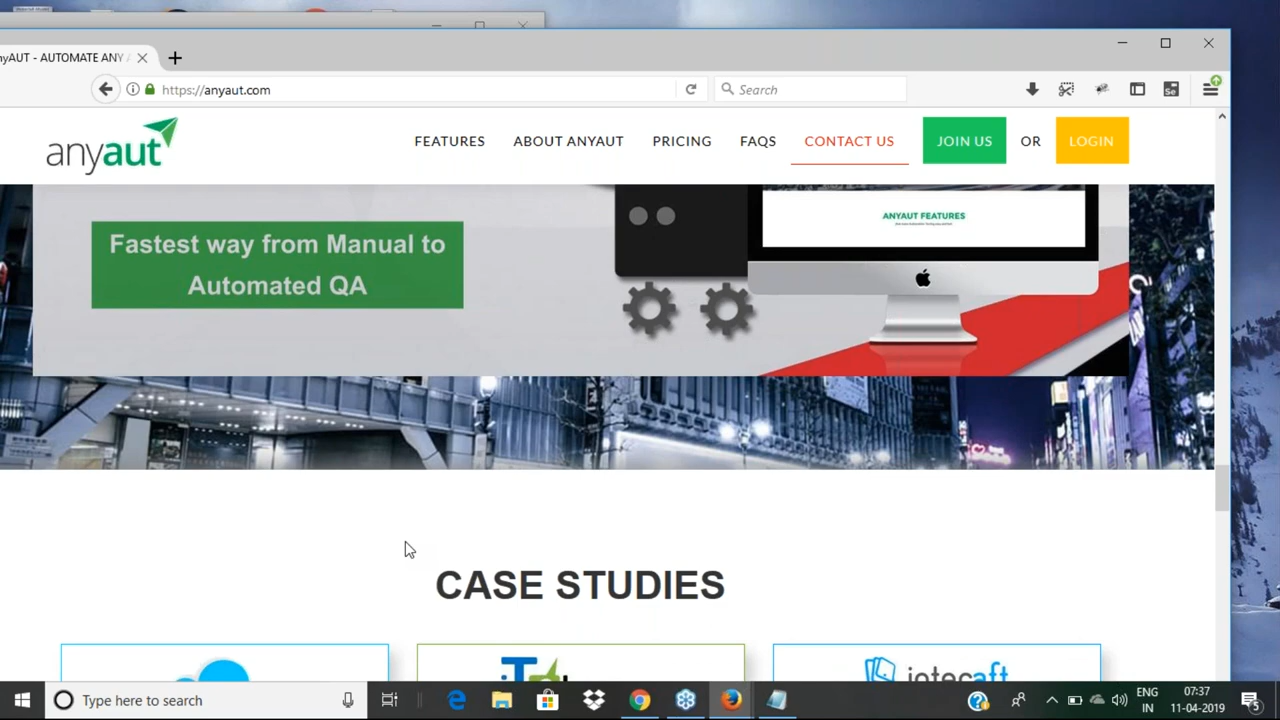 nyAUT - AUTOMATE ANY A
https://anyaut.com
Search
anyaut
FEATURES
ABOUT ANYAUT
PRICING
FAQS
CONTACT US
JOIN US
OR
LOGIN
ANYAUT FEATURES
Fastest way from Manual to
Automated QA
CASE STUDIES
Type here to search
ENG
IN
07:37
11-04-2019
5